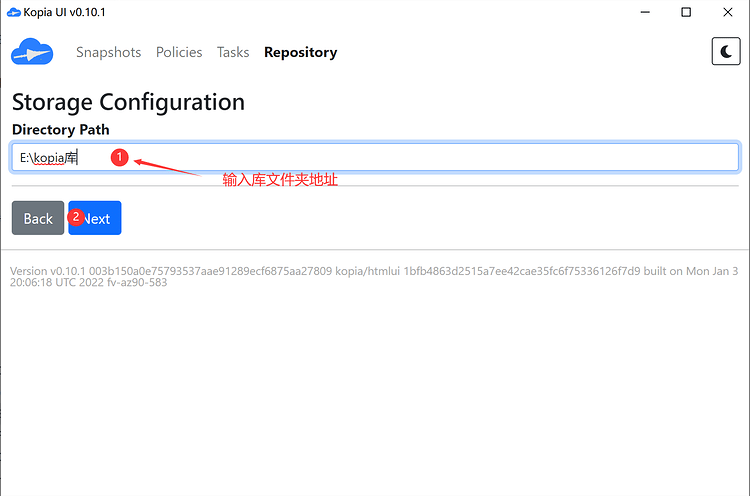 Kopia UI v0.10.1
Snapshots Policies Tasks Repository
Storage Configuration
Directory Path
E:\kopia库
1
输入库文件夹地址
Back 2 Next
Version v0.10.1 003b150a0e75793537aae91289ecf6875aa27809 kopia/htmlui 1bfb4863d2515a7ee42cae35fc6f75336126f7d9 built on Mon Jan 3
20:06:18 UTC 2022 fv-az90-583